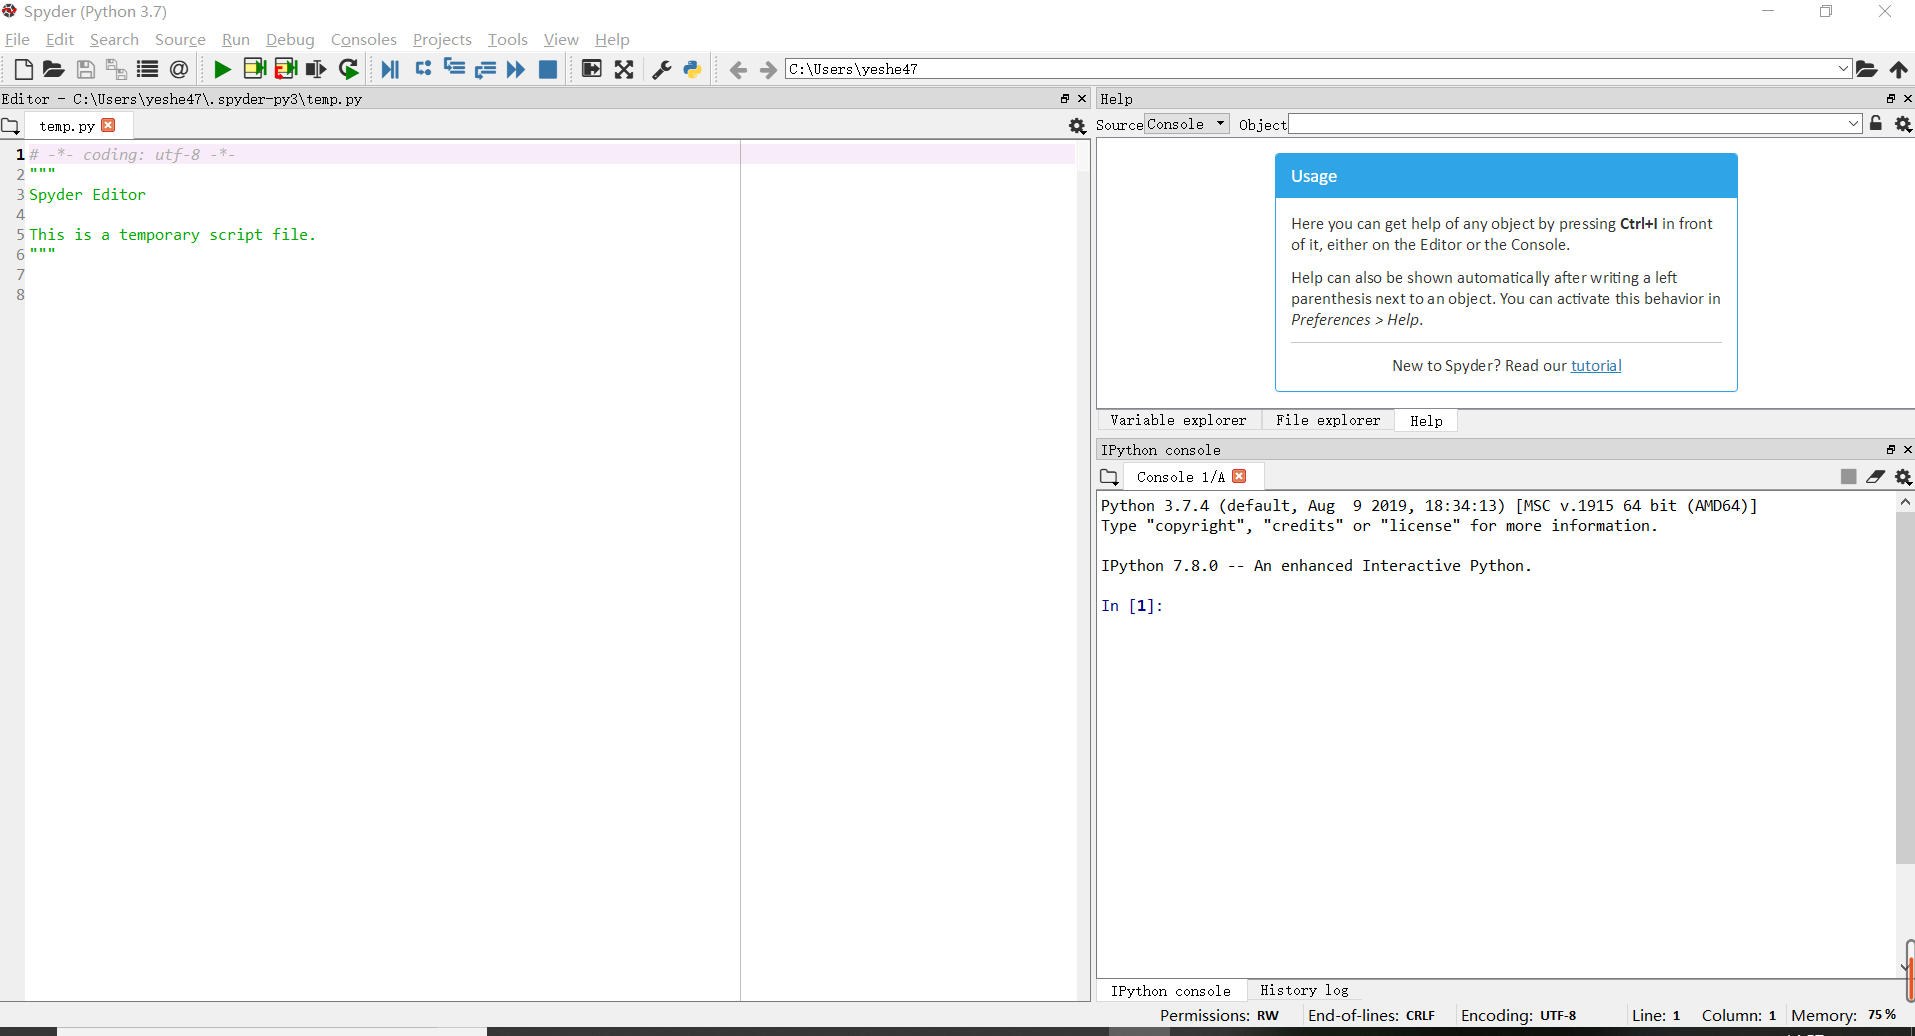 Spyder (Python 3.7)
File Edit Search Source Run Debug Consoles Projects Tools View Help
C:\Users\yeshe47
Editor - C:\Users\yeshe47\.spyder-py3\temp.py
temp.py
1 # -*- coding: utf-8 -*-
2 """
3 Spyder Editor
4
5 This is a temporary script file.
6 """
7
8
Help
Source Console Object
Usage
Here you can get help of any object by pressing Ctrl+I in front
of it, either on the Editor or the Console.
Help can also be shown automatically after writing a left
parenthesis next to an object. You can activate this behavior in
Preferences > Help.
New to Spyder? Read our tutorial
Variable explorer File explorer Help
IPython console
Console 1/A
Python 3.7.4 (default, Aug  9 2019, 18:34:13) [MSC v.1915 64 bit (AMD64)]
Type "copyright", "credits" or "license" for more information.
IPython 7.8.0 -- An enhanced Interactive Python.
In [1]:
IPython console History log
Permissions: RW End-of-lines: CRLF Encoding: UTF-8 Line: 1 Column: 1 Memory: 75 %